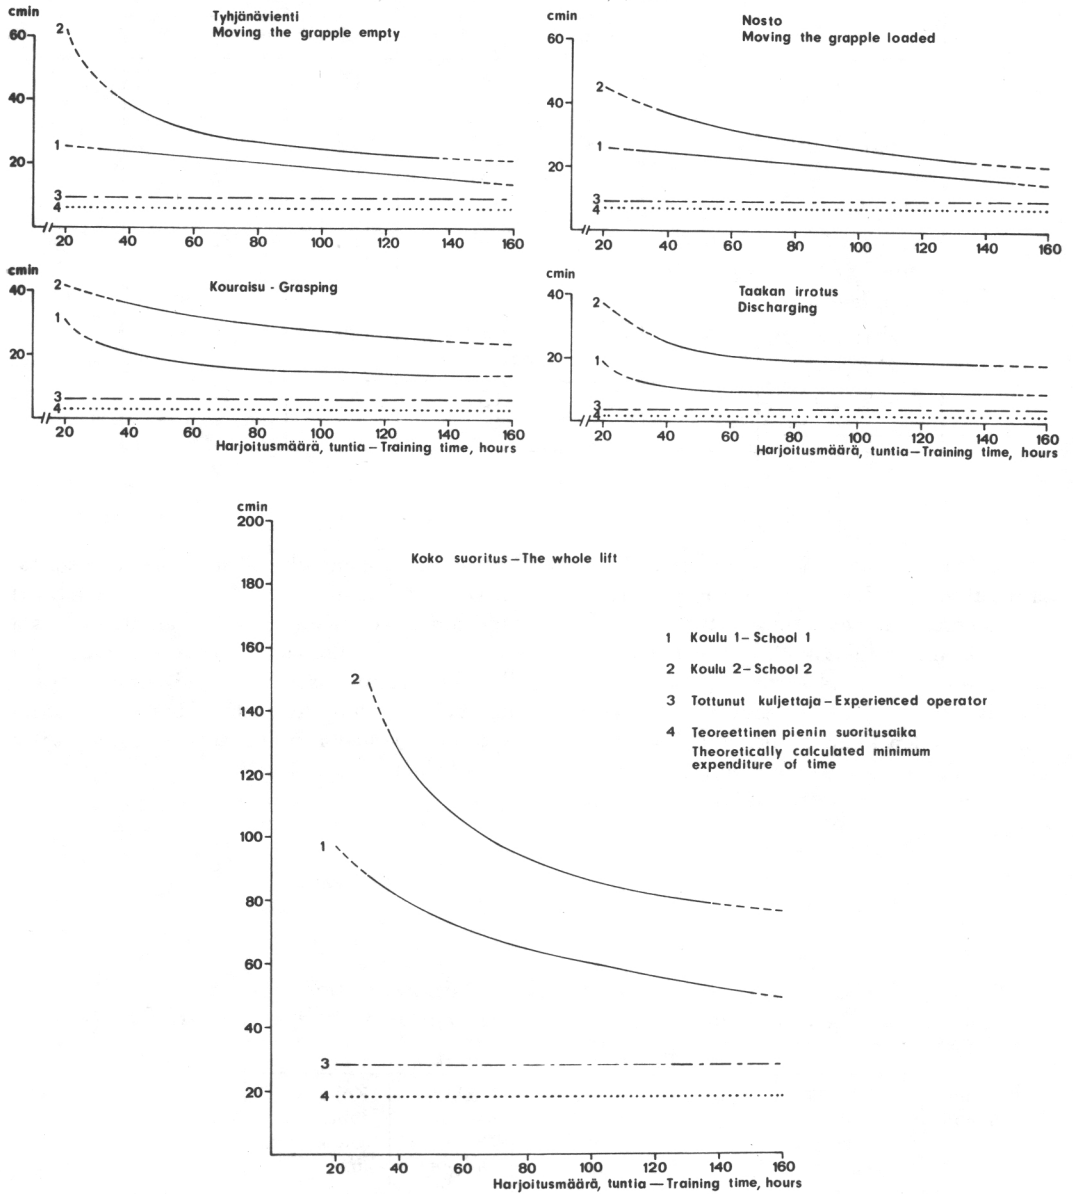 cmin
Tyhjänävienti
Moving the grapple empty
60
40
20
2
1
3
4
20 40 60 80 100 120 140 160
cmin
Nosto
Moving the grapple loaded
60
40
20
2
1
3
4
20 40 60 80 100 120 140 160
cmin
Kouraisu - Grasping
40
20
2
1
3
4
20 40 60 80 100 120 140 160
Harjoitusmäärä, tuntia – Training time, hours
cmin
Taakan irrotus
Discharging
40
20
2
1
3
4
20 40 60 80 100 120 140 160
Harjoitusmäärä, tuntia – Training time, hours
cmin
Koko suoritus – The whole lift
200
180
160
140
120
100
80
60
40
20
2
1
3
4
1 Koulu 1 – School 1
2 Koulu 2 – School 2
3 Tottunut kuljettaja – Experienced operator
4 Teoreettinen pienin suoritusaika
Theoretically calculated minimum
expenditure of time
20 40 60 80 100 120 140 160
Harjoitusmäärä, tuntia — Training time, hours